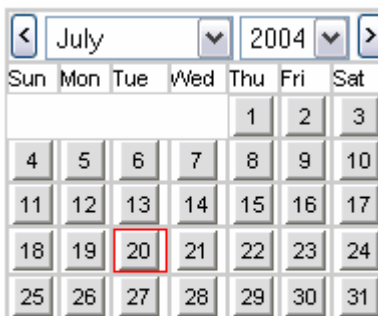 < July 2004 >
Sun Mon Tue Wed Thu Fri Sat
1 2 3
4 5 6 7 8 9 10
11 12 13 14 15 16 17
18 19 20 21 22 23 24
25 26 27 28 29 30 31